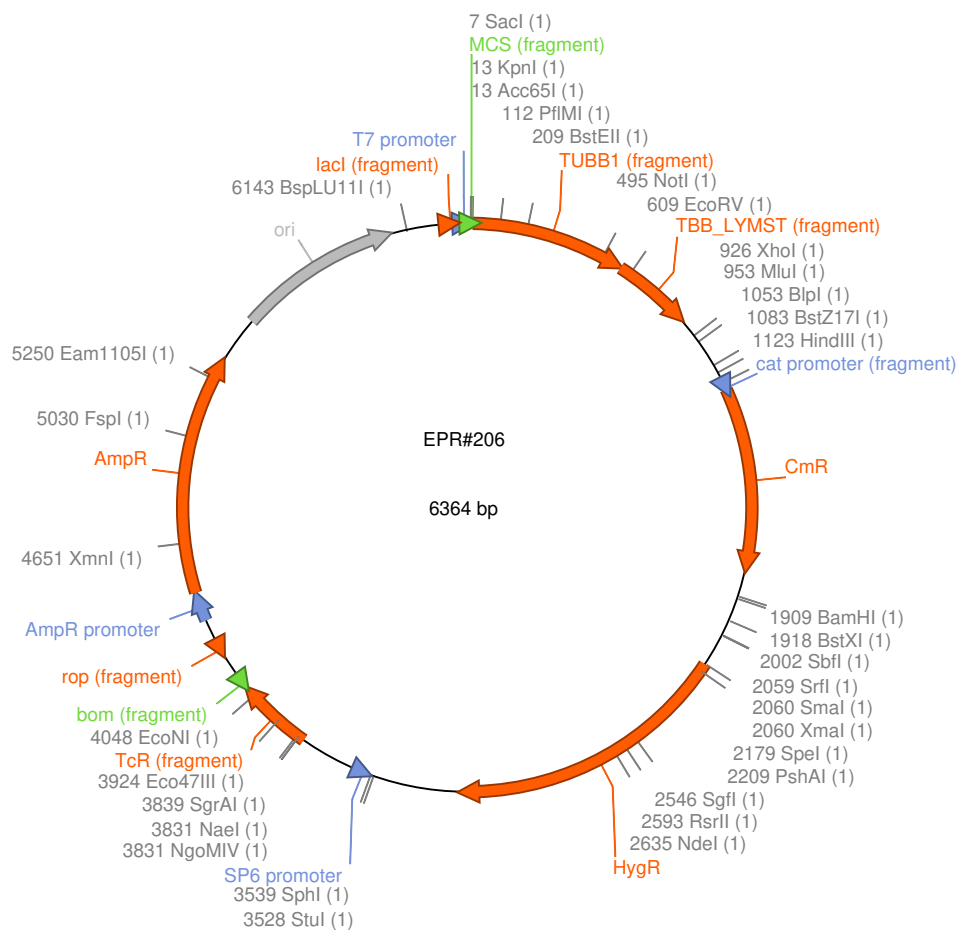 7 SacI (1)
MCS (fragment)
13 KpnI (1)
13 Acc65I (1)
112 PflMI (1)
209 BstEII (1)
TUBB1 (fragment)
495 NotI (1)
609 EcoRV (1)
TBB_LYMST (fragment)
926 XhoI (1)
953 MluI (1)
1053 BlpI (1)
1083 BstZ17I (1)
1123 HindIII (1)
cat promoter (fragment)
CmR
1909 BamHI (1)
1918 BstXI (1)
2002 SbfI (1)
2059 SrfI (1)
2060 SmaI (1)
2060 XmaI (1)
2179 SpeI (1)
2209 PshAI (1)
2546 SgfI (1)
2593 RsrII (1)
2635 NdeI (1)
HygR
3528 StuI (1)
3539 SphI (1)
SP6 promoter
3831 NgoMIV (1)
3831 NaeI (1)
3839 SgrAI (1)
3924 Eco47III (1)
TcR (fragment)
4048 EcoNI (1)
bom (fragment)
rop (fragment)
AmpR promoter
4651 XmnI (1)
AmpR
5030 FspI (1)
5250 Eam1105I (1)
ori
6143 BspLU11I (1)
lacI (fragment)
T7 promoter
EPR#206
6364 bp